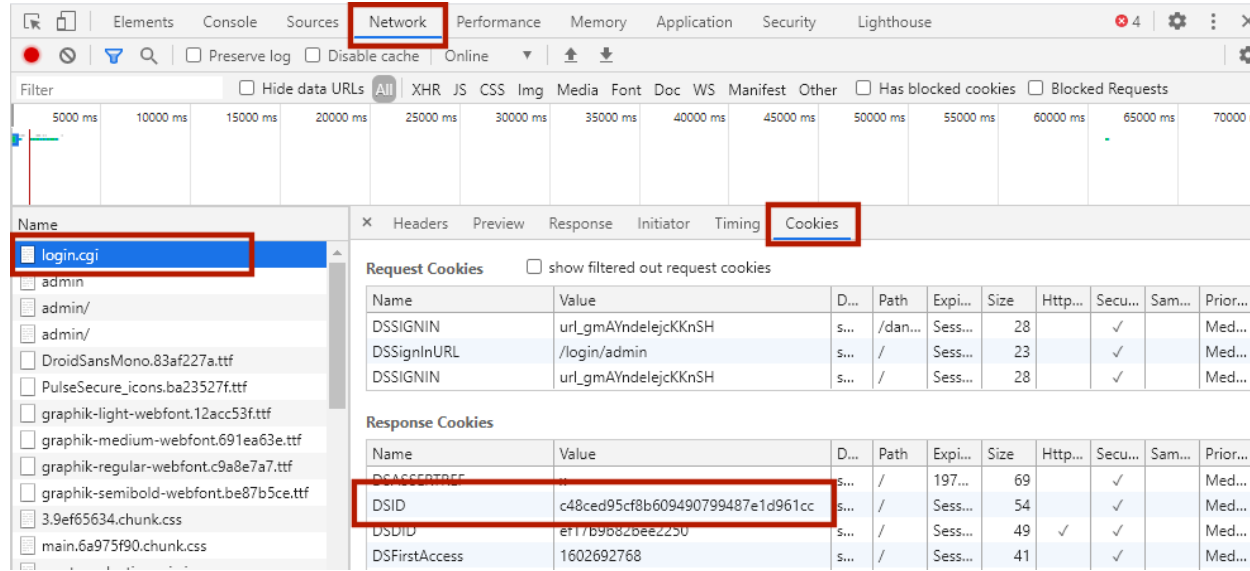 Elements Console Sources Network Performance Memory Application Security Lighthouse 4
Preserve log Disable cache Online
Filter Hide data URLs All XHR JS CSS Img Media Font Doc WS Manifest Other Has blocked cookies Blocked Requests
5000 ms 10000 ms 15000 ms 20000 ms 25000 ms 30000 ms 35000 ms 40000 ms 45000 ms 50000 ms 55000 ms 60000 ms 65000 ms 70000
Name
login.cgi
admin
admin/
admin/
DroidSansMono.83af227a.ttf
PulseSecure_icons.ba23527f.ttf
graphik-light-webfont.12acc53f.ttf
graphik-medium-webfont.691ea63e.ttf
graphik-regular-webfont.c9a8e7a7.ttf
graphik-semibold-webfont.be87b5ce.ttf
3.9ef65634.chunk.css
main.6a975f90.chunk.css
× Headers Preview Response Initiator Timing Cookies
Request Cookies show filtered out request cookies
Name Value D... Path Expi... Size Http... Secu... Sam... Prior...
DSSIGNIN url_gmAYndelejcKKnSH s... /dan... Sess... 28 ✓ Med...
DSSignInURL /login/admin s... / Sess... 23 ✓ Med...
DSSIGNIN url_gmAYndelejcKKnSH s... / Sess... 28 ✓ Med...
Response Cookies
Name Value D... Path Expi... Size Http... Secu... Sam... Prior...
DSASSERTREF x s... / 197... 69 ✓ Med...
DSID c48ced95cf8b609490799487e1d961cc s... / Sess... 54 ✓ Med...
DSDID ef17b9b82bee2250 s... / Sess... 49 ✓ ✓ Med...
DSFirstAccess 1602692768 s... / Sess... 41 ✓ Med...